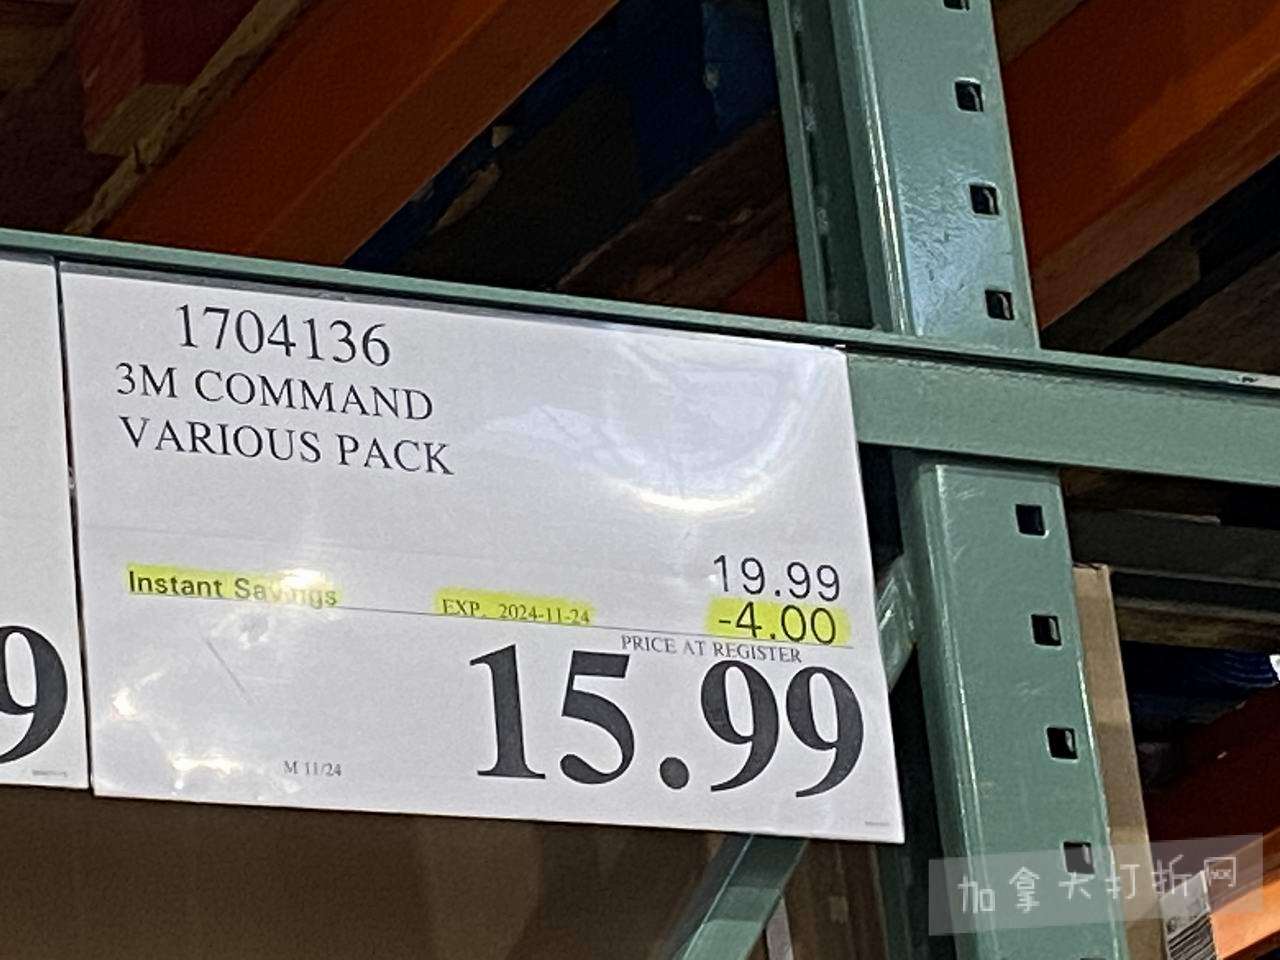 1704136
3M COMMAND
VARIOUS PACK
19.99
Instant Savings EXP. 2024-11-24 -4.00
PRICE AT REGISTER
15.99
M 11/24
9
加拿大打折网